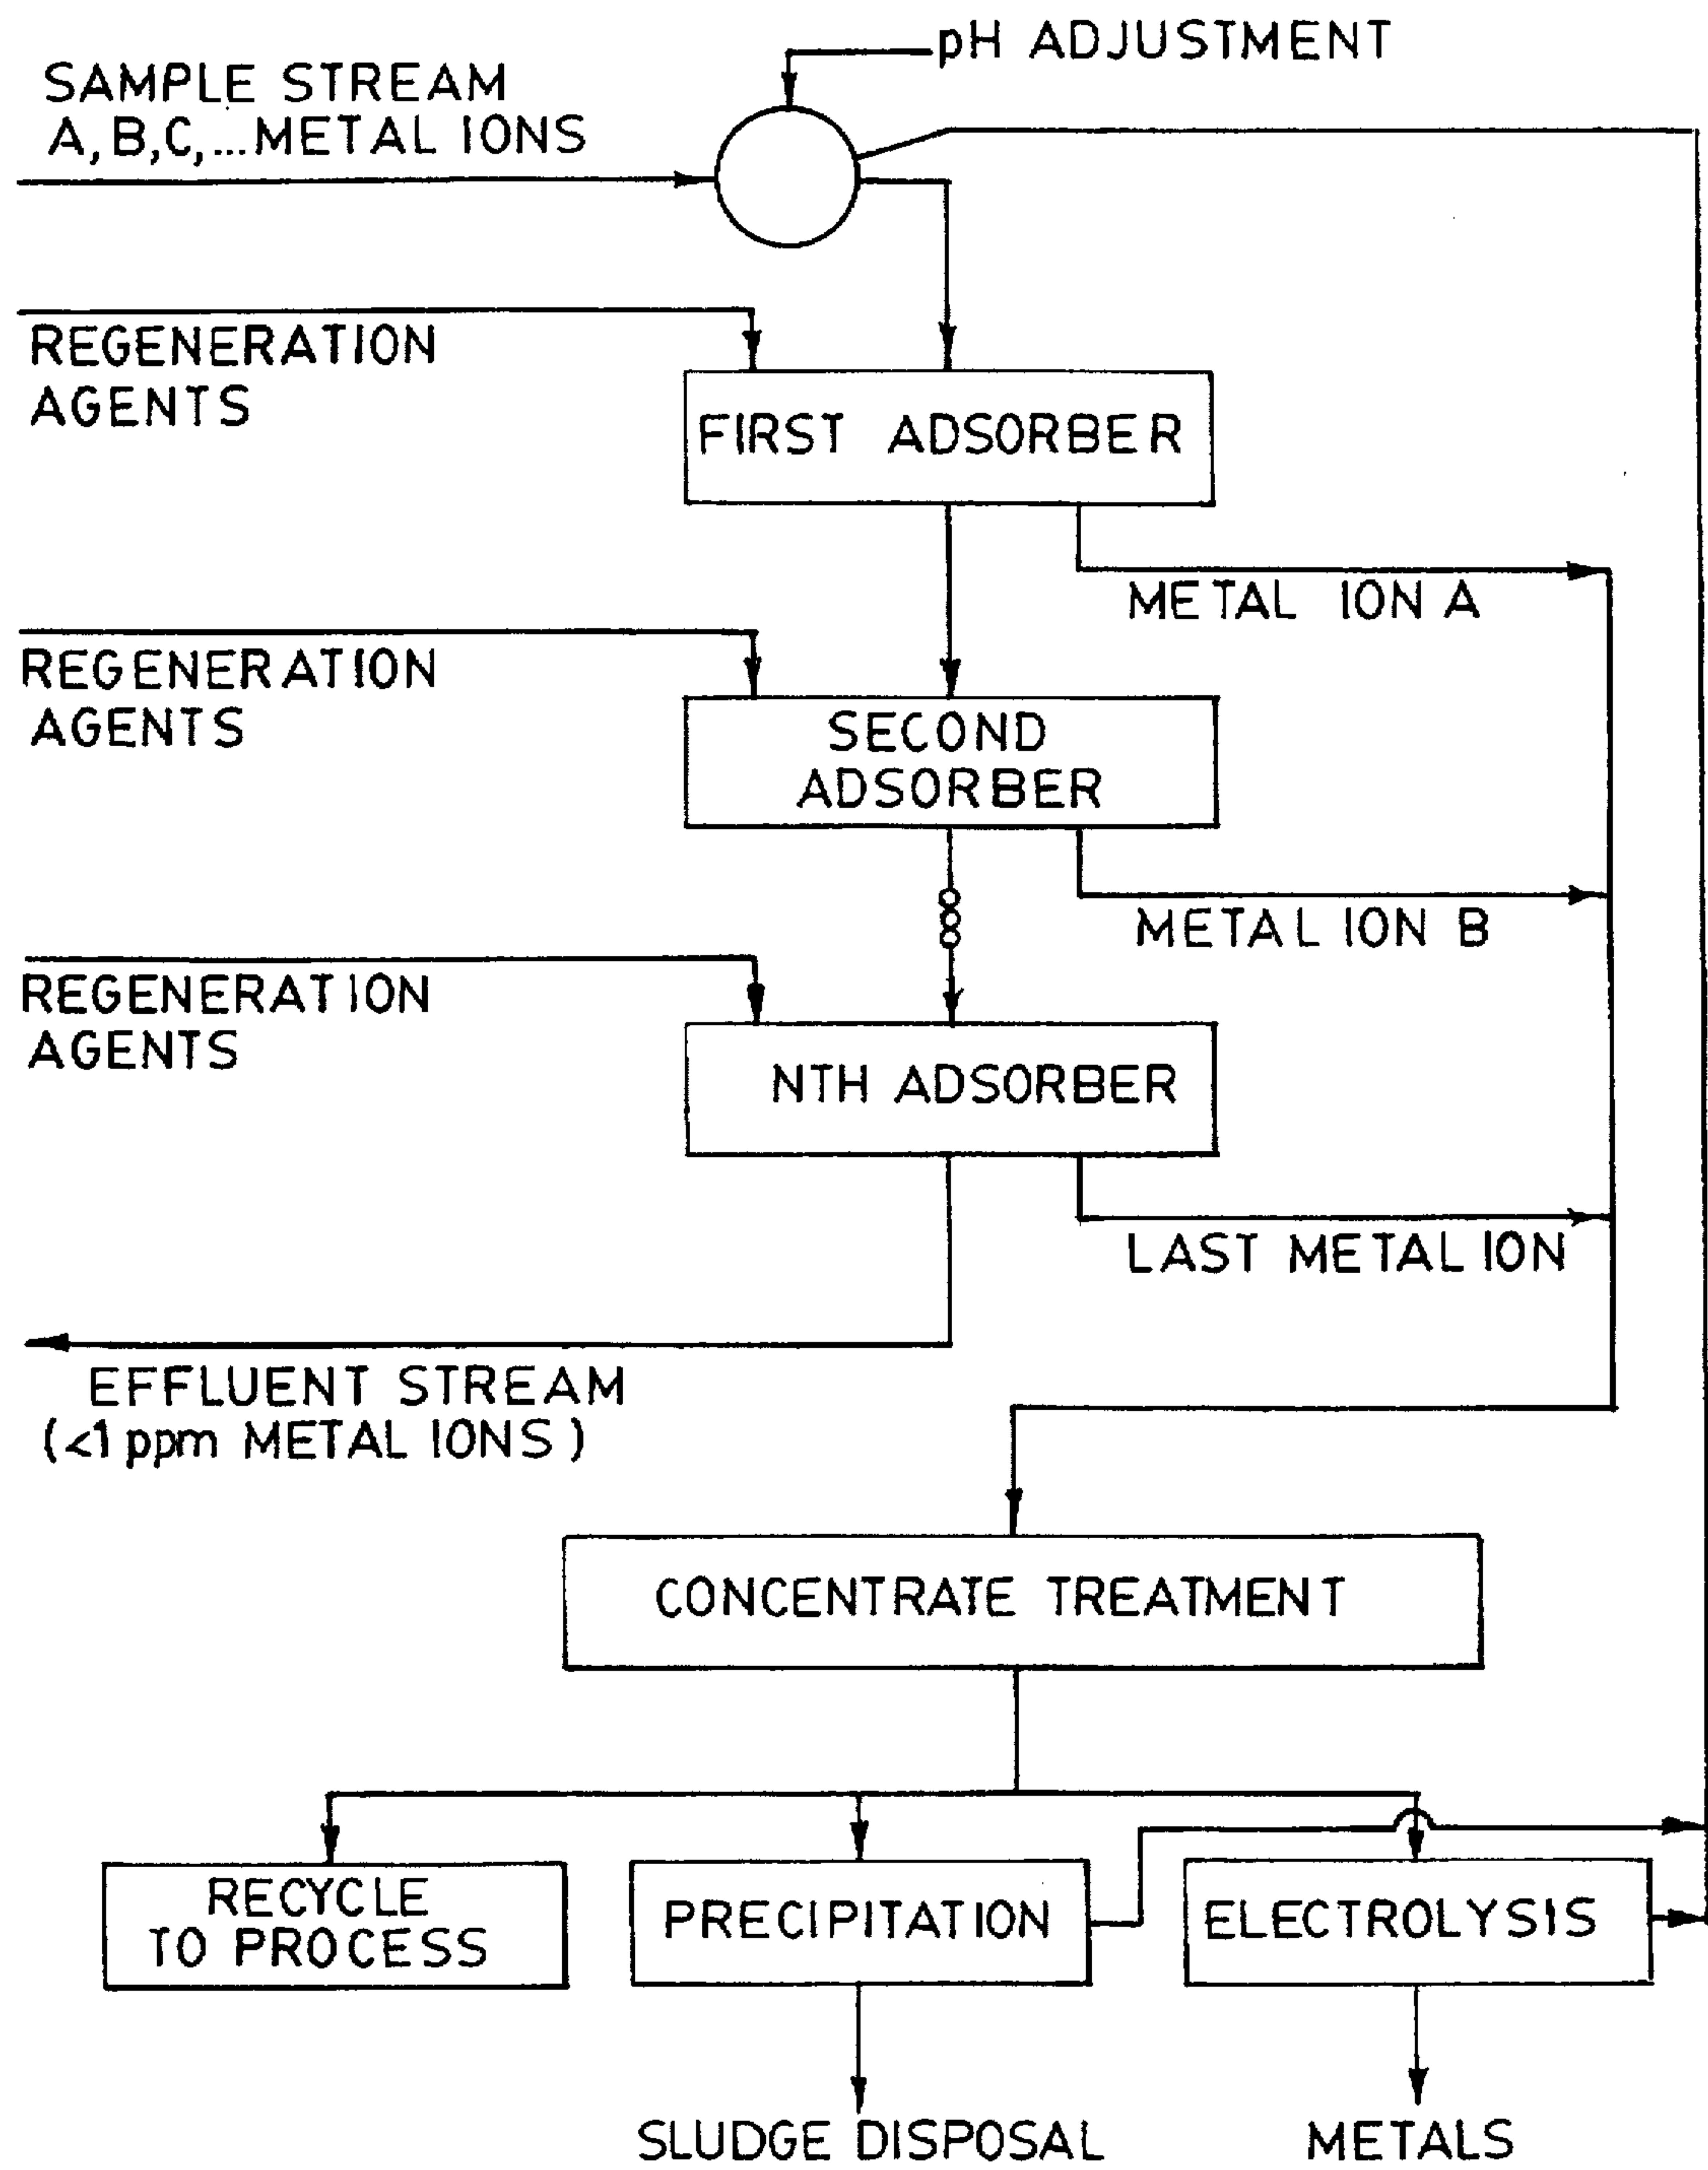 pH ADJUSTMENT
SAMPLE STREAM
A, B, C, ... METAL IONS
REGENERATION
AGENTS
FIRST ADSORBER
METAL ION A
REGENERATION
AGENTS
SECOND
ADSORBER
METAL ION B
REGENERATION
AGENTS
NTH ADSORBER
LAST METAL ION
EFFLUENT STREAM
(<1 ppm METAL IONS)
CONCENTRATE TREATMENT
RECYCLE
TO PROCESS
PRECIPITATION
ELECTROLYSIS
SLUDGE DISPOSAL
METALS